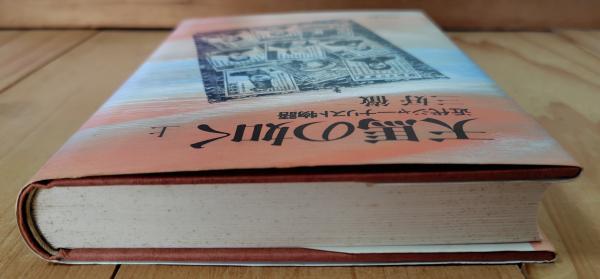 天馬の如く 上
近代ジャーナリスト物語
三好徹